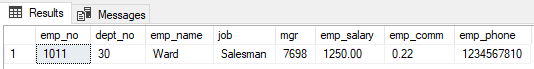 Results Messages
emp_no dept_no emp_name job mgr emp_salary emp_comm emp_phone
1 1011 30 Ward Salesman 7698 1250.00 0.22 1234567810